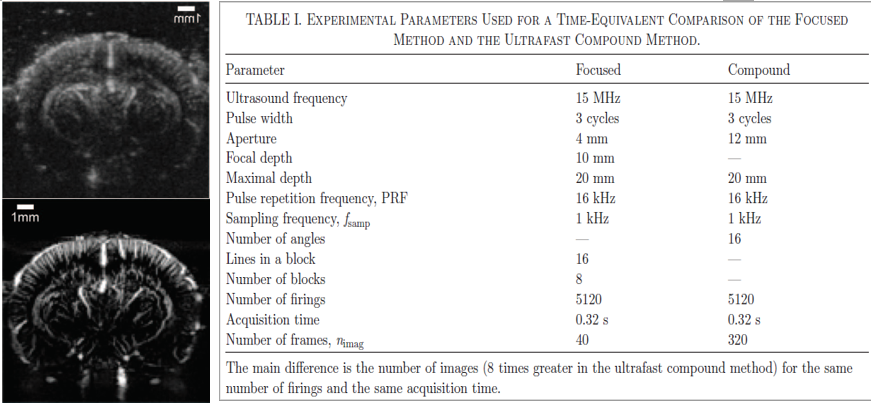 1mm
1mm
TABLE I. EXPERIMENTAL PARAMETERS USED FOR A TIME-EQUIVALENT COMPARISON OF THE FOCUSED
METHOD AND THE ULTRAFAST COMPOUND METHOD.
Parameter Focused Compound
Ultrasound frequency 15 MHz 15 MHz
Pulse width 3 cycles 3 cycles
Aperture 4 mm 12 mm
Focal depth 10 mm —
Maximal depth 20 mm 20 mm
Pulse repetition frequency, PRF 16 kHz 16 kHz
Sampling frequency, fsamp 1 kHz 1 kHz
Number of angles — 16
Lines in a block 16 —
Number of blocks 8 —
Number of firings 5120 5120
Acquisition time 0.32 s 0.32 s
Number of frames, nimag 40 320
The main difference is the number of images (8 times greater in the ultrafast compound method) for the same
number of firings and the same acquisition time.